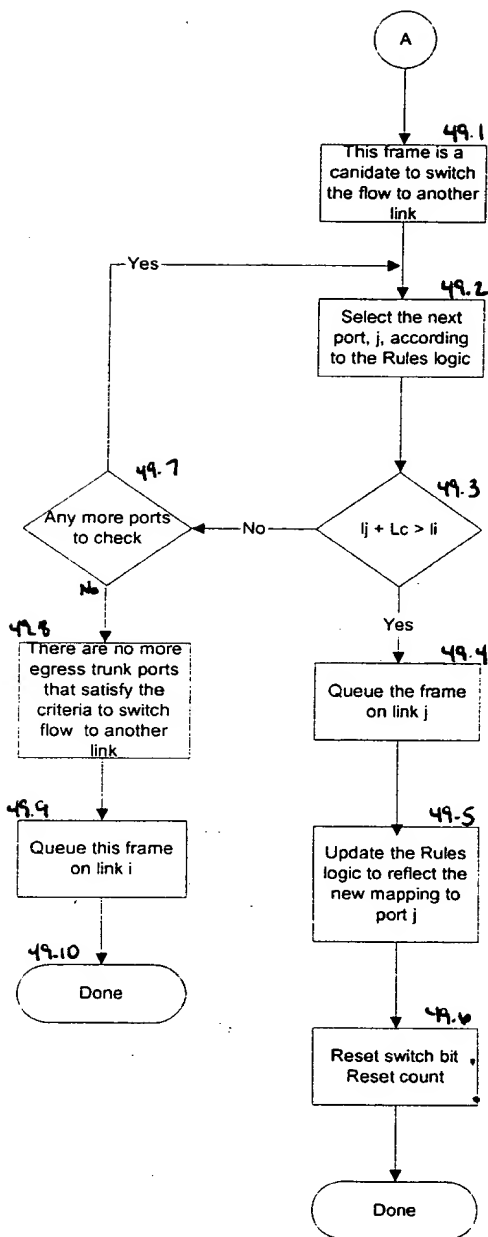 A
49.1
This frame is a
canidate to switch
the flow to another
link
Yes
49.2
Select the next
port, j, according
to the Rules logic
49.7
Any more ports
to check
No
49.3
lj + Lc > li
No
Yes
49.8
There are no more
egress trunk ports
that satisfy the
criteria to switch
flow to another
link
49.4
Queue the frame
on link j
49.9
Queue this frame
on link i
49-5
Update the Rules
logic to reflect the
new mapping to
port j
49.10
Done
49.6
Reset switch bit
Reset count
Done